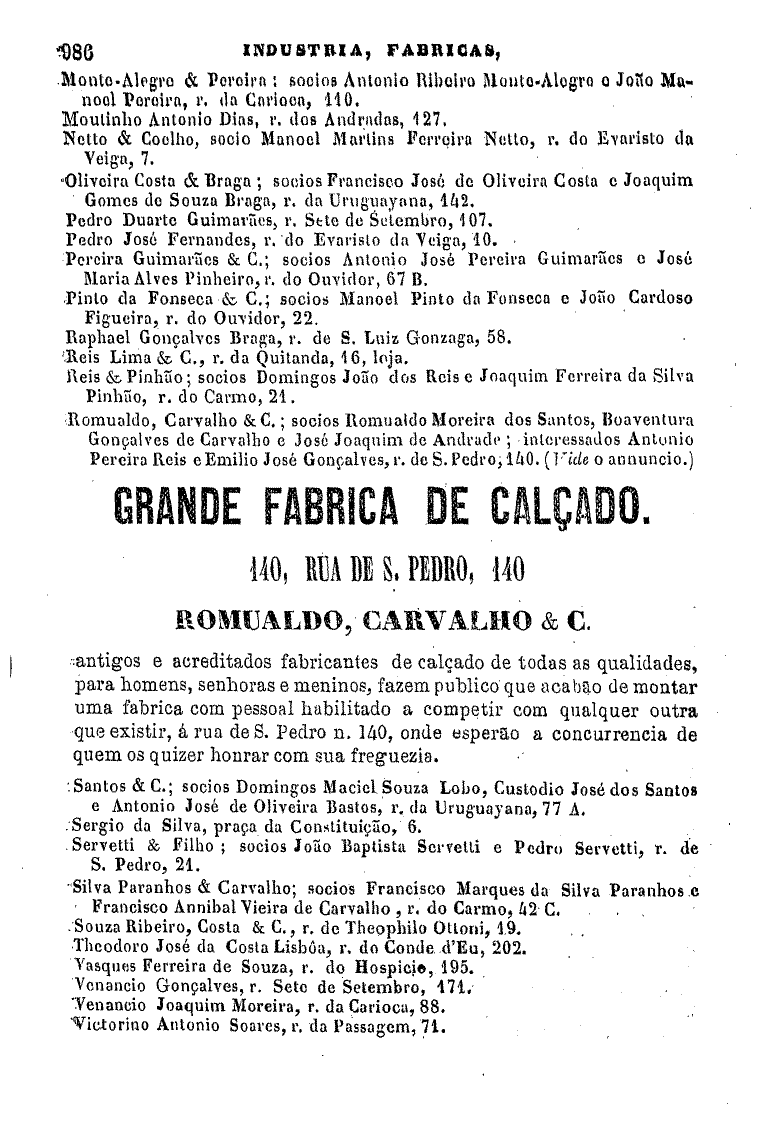 986 INDUSTRIA, FABRICAS,
Monte-Alegre & Pereira; socios Antonio Ribeiro Monte-Alegre e João Ma-
noel Pereira, r. da Carioca, 110.
Moutinho Antonio Dias, r. dos Andradas, 127.
Netto & Coelho, socio Manoel Martins Ferreira Netto, r. do Evaristo da
Veiga, 7.
Oliveira Costa & Braga; socios Francisco José de Oliveira Costa e Joaquim
Gomes de Souza Braga, r. da Uruguayana, 142.
Pedro Duarte Guimarães, r. Sete de Setembro, 107.
Pedro José Fernandes, r. do Evaristo da Veiga, 10.
Pereira Guimarães & C.; socios Antonio José Pereira Guimarães e José
Maria Alves Pinheiro, r. do Ouvidor, 67 B.
Pinto da Fonseca & C.; socios Manoel Pinto da Fonseca e João Cardoso
Figueira, r. do Ouvidor, 22.
Raphael Gonçalves Braga, r. de S. Luiz Gonzaga, 58.
Reis Lima & C., r. da Quitanda, 16, loja.
Reis & Pinhão; socios Domingos João dos Reis e Joaquim Ferreira da Silva
Pinhão, r. do Carmo, 21.
Romualdo, Carvalho & C.; socios Romualdo Moreira dos Santos, Boaventura
Gonçalves de Carvalho e José Joaquim de Andrade; interessados Antonio
Pereira Reis e Emilio José Gonçalves, r. de S. Pedro, 140. (Vide o annuncio.)
GRANDE FABRICA DE CALÇADO.
140, RUA DE S. PEDRO, 140
ROMUALDO, CARVALHO & C.
antigos e acreditados fabricantes de calçado de todas as qualidades,
para homens, senhoras e meninos, fazem publico que acabão de montar
uma fabrica com pessoal habilitado a competir com qualquer outra
que existir, á rua de S. Pedro n. 140, onde esperão a concurrencia de
quem os quizer honrar com sua freguezia.
Santos & C.; socios Domingos Maciel Souza Lobo, Custodio José dos Santos
e Antonio José de Oliveira Bastos, r. da Uruguayana, 77 A.
Sergio da Silva, praça da Constituição, 6.
Servetti & Filho; socios João Baptista Servetti e Pedro Servetti, r. de
S. Pedro, 21.
Silva Paranhos & Carvalho; socios Francisco Marques da Silva Paranhos e
Francisco Annibal Vieira de Carvalho, r. do Carmo, 42 C.
Souza Ribeiro, Costa & C., r. de Theophilo Ottoni, 19.
Theodoro José da Costa Lisbôa, r. do Conde d'Eu, 202.
Vasques Ferreira de Souza, r. do Hospicio, 195.
Venancio Gonçalves, r. Sete de Setembro, 171.
Venancio Joaquim Moreira, r. da Carioca, 88.
Victorino Antonio Soares, r. da Passagem, 71.